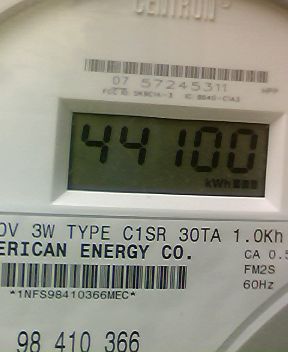 CENTRON
07 57245311
44100
kWh
0V 3W TYPE C1SR 30TA 1.0Kh
ERICAN ENERGY CO.
CA 0.5
FM2S
60Hz
*1NFS98410366MEC*
98 410 366